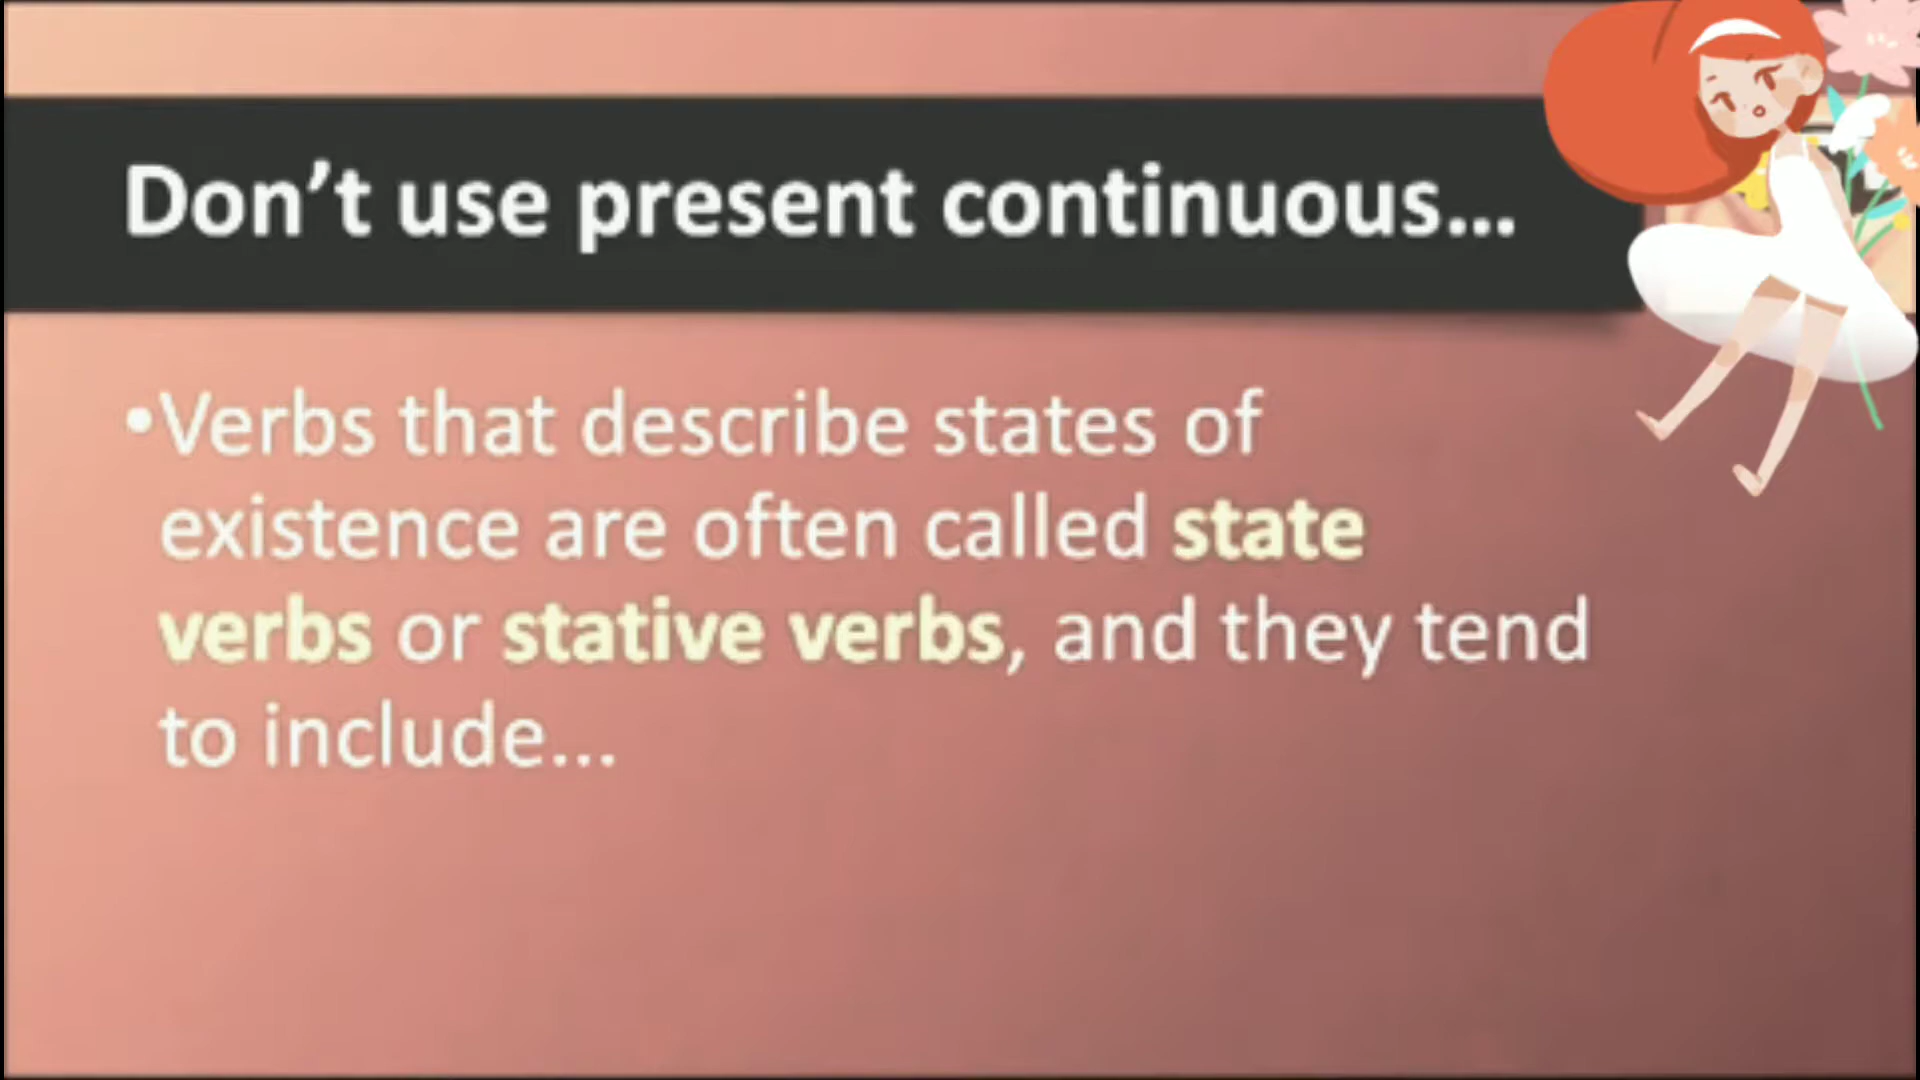 Don’t use present continuous...
•Verbs that describe states of
existence are often called state
verbs or stative verbs, and they tend
to include...